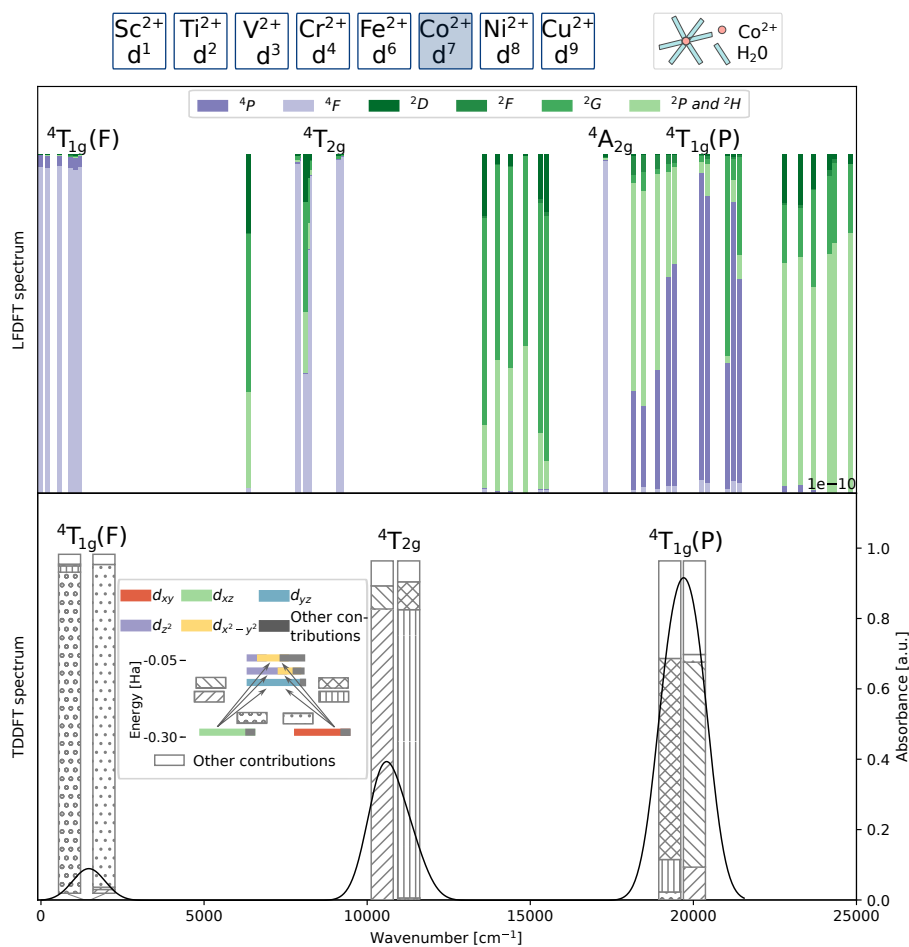 Sc²⁺ Ti²⁺ V²⁺ Cr²⁺ Fe²⁺ Co²⁺ Ni²⁺ Cu²⁺
d¹ d² d³ d⁴ d⁶ d⁷ d⁸ d⁹
Co²⁺
H₂0
⁴P ⁴F ²D ²F ²G ²P and ²H
⁴T₁g(F) ⁴T₂g ⁴A₂g ⁴T₁g(P)
LFDFT spectrum
1e−10
⁴T₁g(F) ⁴T2g ⁴T₁g(P)
dxy dxz dyz
dz² dx²−y² Other con-
tributions
Energy [Ha]
-0.05
-0.30
Other contributions
TDDFT spectrum
1.0
0.8
0.6
0.4
0.2
0.0
Absorbance [a.u.]
0 5000 10000 15000 20000 25000
Wavenumber [cm⁻¹]